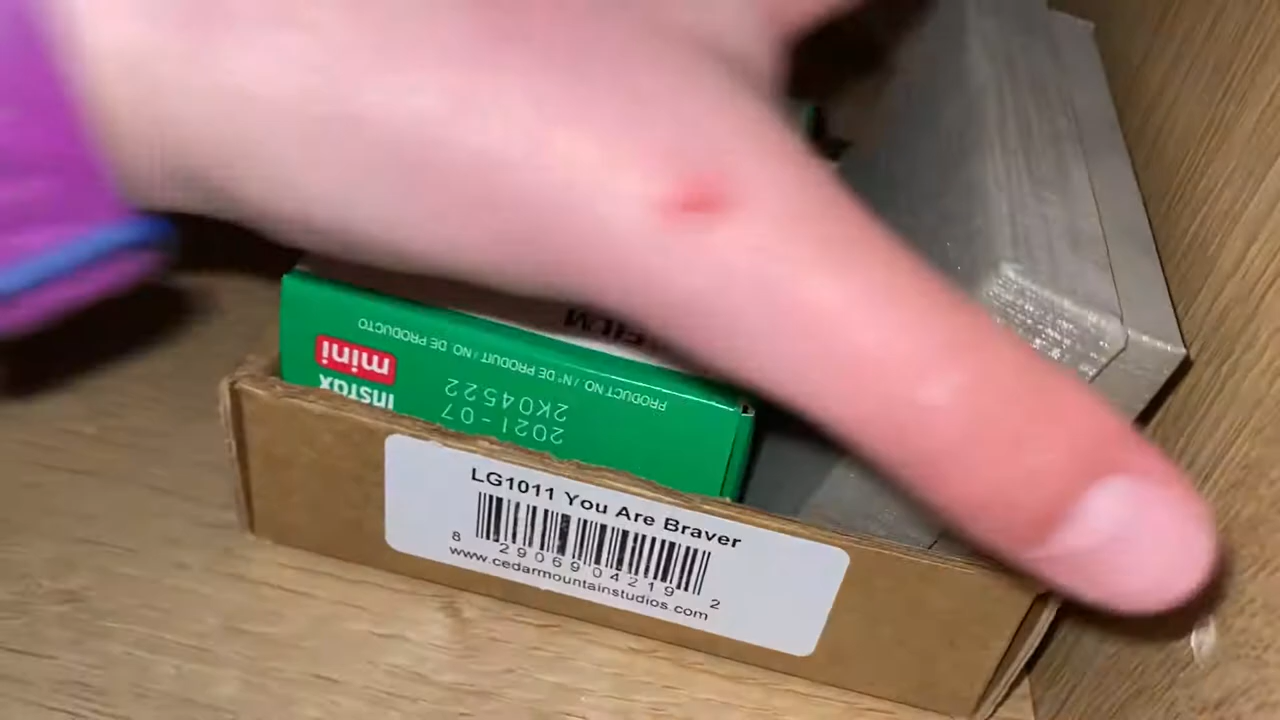 mini
instax
PRODUCT NO. / N° DE PRODUIT / NO. DE PRODUCTO
2K04522
2021-07
LG1011 You Are Braver
8 29069 04219 2
www.cedarmountainstudios.com